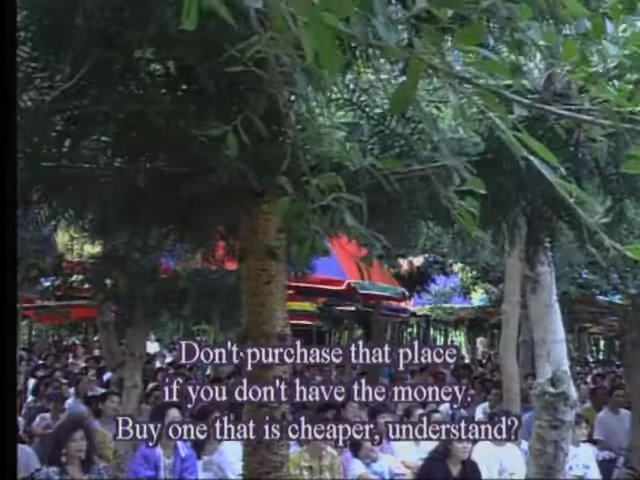 Don't purchase that place
if you don't have the money.
Buy one that is cheaper, understand?